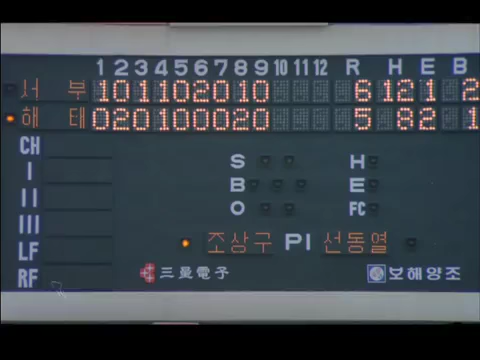 1 2 3 4 5 6 7 8 9 10 11 12 R H E B
서 부 1 0 1 1 0 2 0 1 0 6 12 1 2
해 태 0 2 0 1 0 0 0 2 0 5 8 2 1
CH
I S H
II B E
III O FC
LF 조상구 PI 선동열
RF 三星電子 보해양조